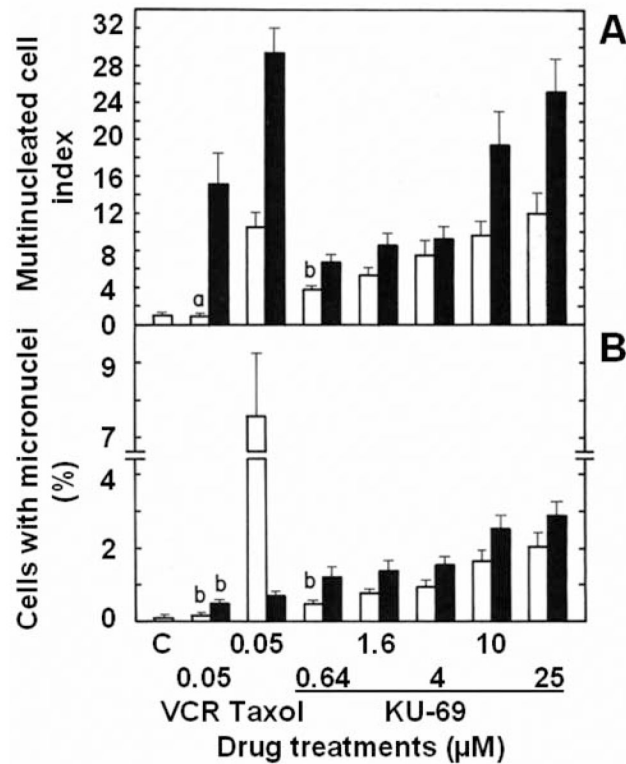 A
Multinucleated cell
index
32
28
24
20
16
12
8
4
0
a
b
B
Cells with micronuclei
(%)
9
7
4
2
0
b b
b
C 0.05 1.6 10
0.05 0.64 4 25
VCR Taxol KU-69
Drug treatments (µM)